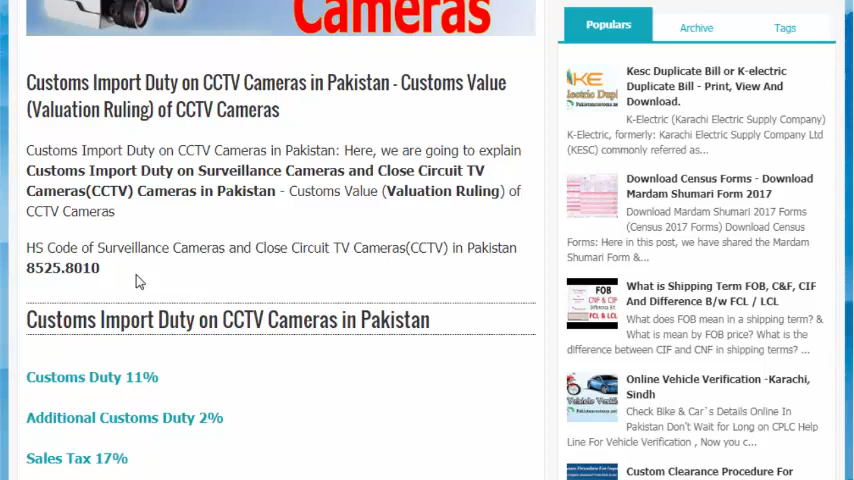 Cameras
Customs Import Duty on CCTV Cameras in Pakistan - Customs Value
(Valuation Ruling) of CCTV Cameras
Customs Import Duty on CCTV Cameras in Pakistan: Here, we are going to explain
Customs Import Duty on Surveillance Cameras and Close Circuit TV
Cameras(CCTV) Cameras in Pakistan - Customs Value (Valuation Ruling) of
CCTV Cameras
HS Code of Surveillance Cameras and Close Circuit TV Cameras(CCTV) in Pakistan
8525.8010
Customs Import Duty on CCTV Cameras in Pakistan
Customs Duty 11%
Additional Customs Duty 2%
Sales Tax 17%
Populars
Archive
Tags
Kesc Duplicate Bill or K-electric
Duplicate Bill - Print, View And
Download.
K-Electric (Karachi Electric Supply Company)
K-Electric, formerly: Karachi Electric Supply Company Ltd
(KESC) commonly referred as...
Download Census Forms - Download
Mardam Shumari Form 2017
Download Mardam Shumari 2017 Forms
(Census 2017 Forms) Download Census
Forms: Here in this post, we have shared the Mardam
Shumari Form &...
What is Shipping Term FOB, C&F, CIF
And Difference B/w FCL / LCL
What does FOB mean in a shipping term? &
What is mean by FOB price? What is the
difference between CIF and CNF in shipping terms? ...
FOB
CNF & CIF
FCL & LCL
Online Vehicle Verification -Karachi,
Sindh
Check Bike & Car`s Details Online In
Pakistan Don't Wait for Long on CPLC Help
Line For Vehicle Verification , Now you c...
Custom Clearance Procedure For